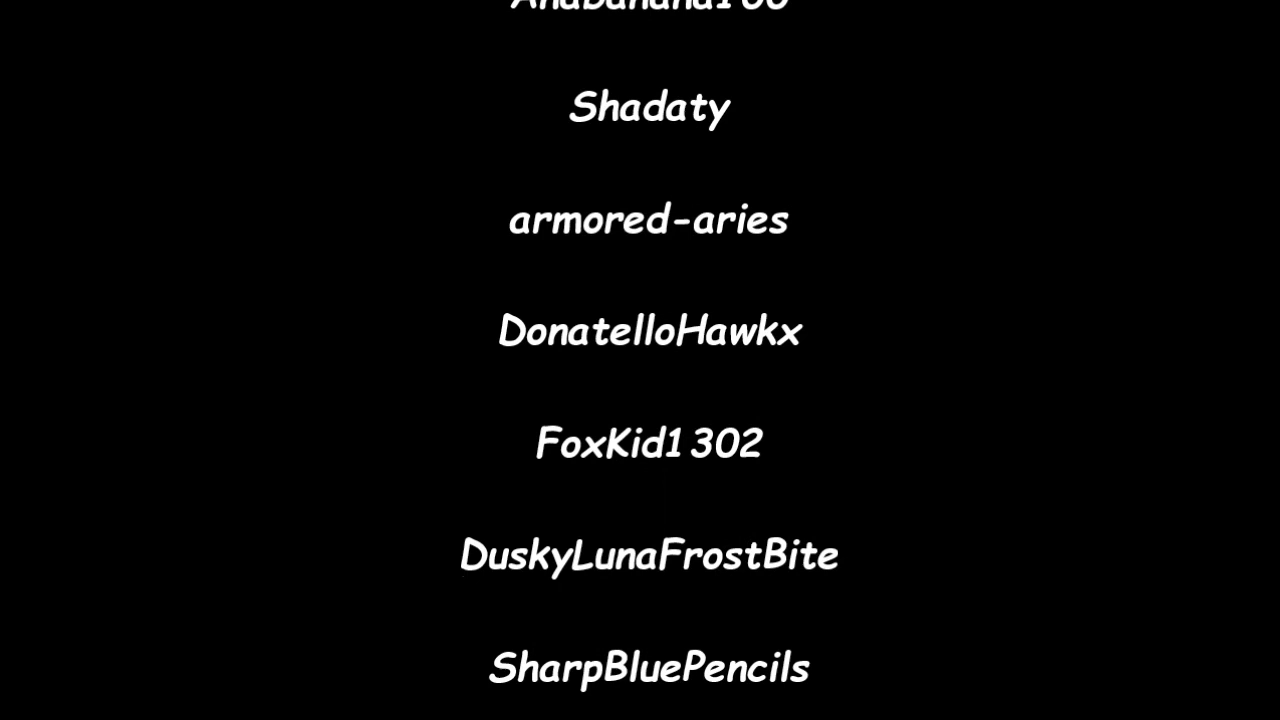 Shadaty
armored-aries
DonatelloHawkx
FoxKid1302
DuskyLunaFrostBite
SharpBluePencils